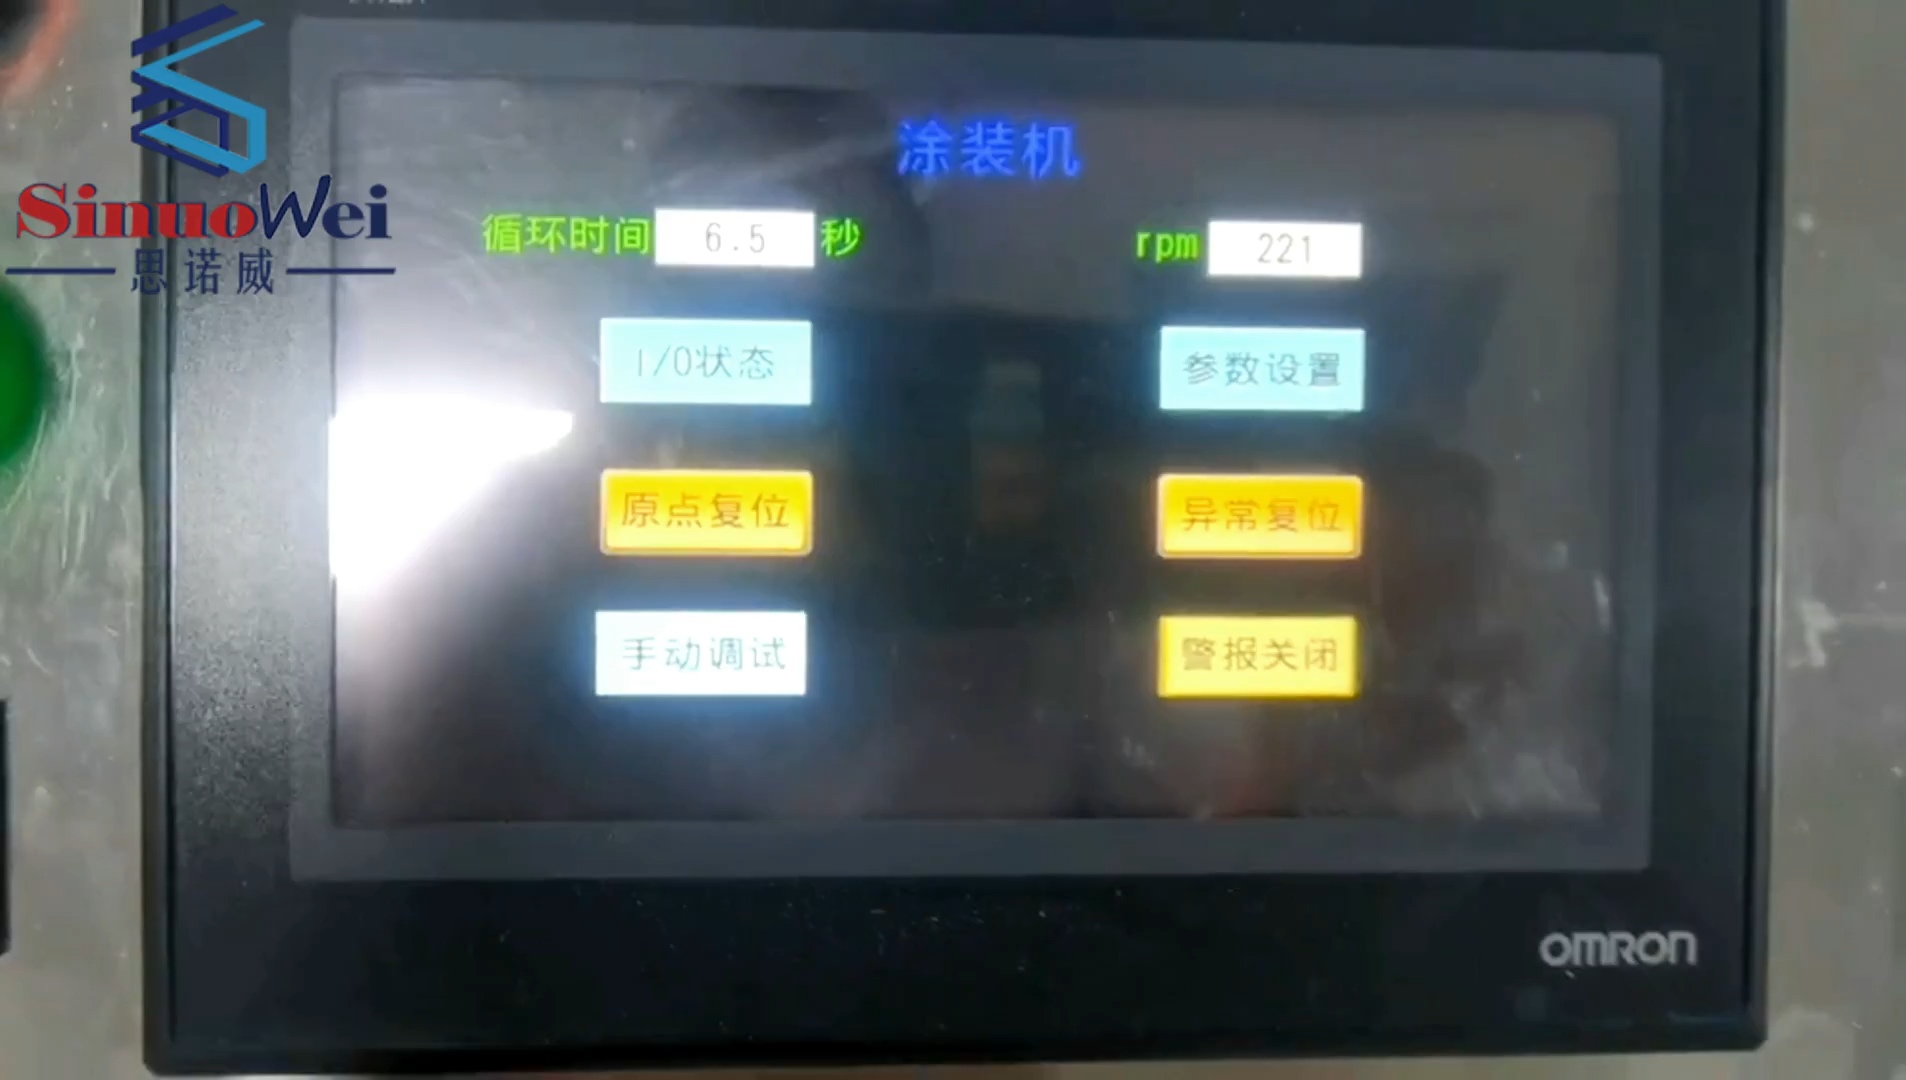 SinuoWei
思诺威
涂装机
循环时间 6.5 秒
rpm 221
I/O状态
参数设置
原点复位
异常复位
手动调试
警报关闭
OMRON